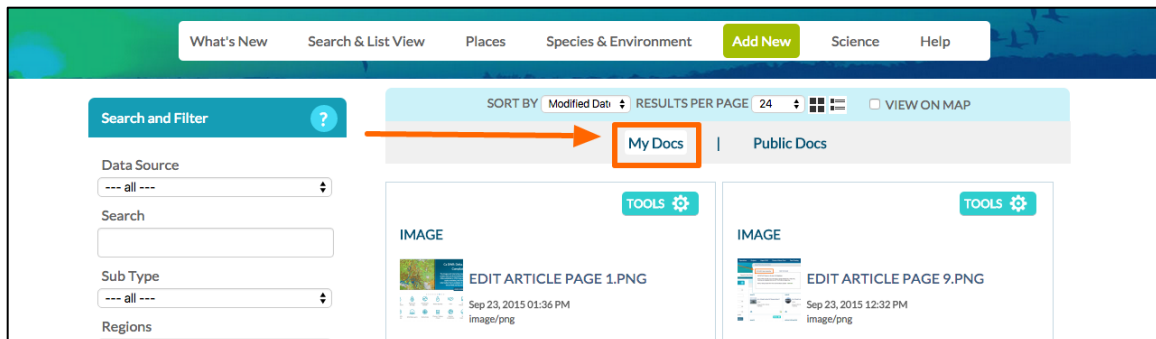 What's New Search & List View Places Species & Environment Add New Science Help
SORT BY Modified Date RESULTS PER PAGE 24 VIEW ON MAP
Search and Filter ?
My Docs | Public Docs
Data Source
--- all ---
Search
Sub Type
--- all ---
Regions
TOOLS
IMAGE
EDIT ARTICLE PAGE 1.PNG
Sep 23, 2015 01:36 PM
image/png
TOOLS
IMAGE
EDIT ARTICLE PAGE 9.PNG
Sep 23, 2015 12:32 PM
image/png